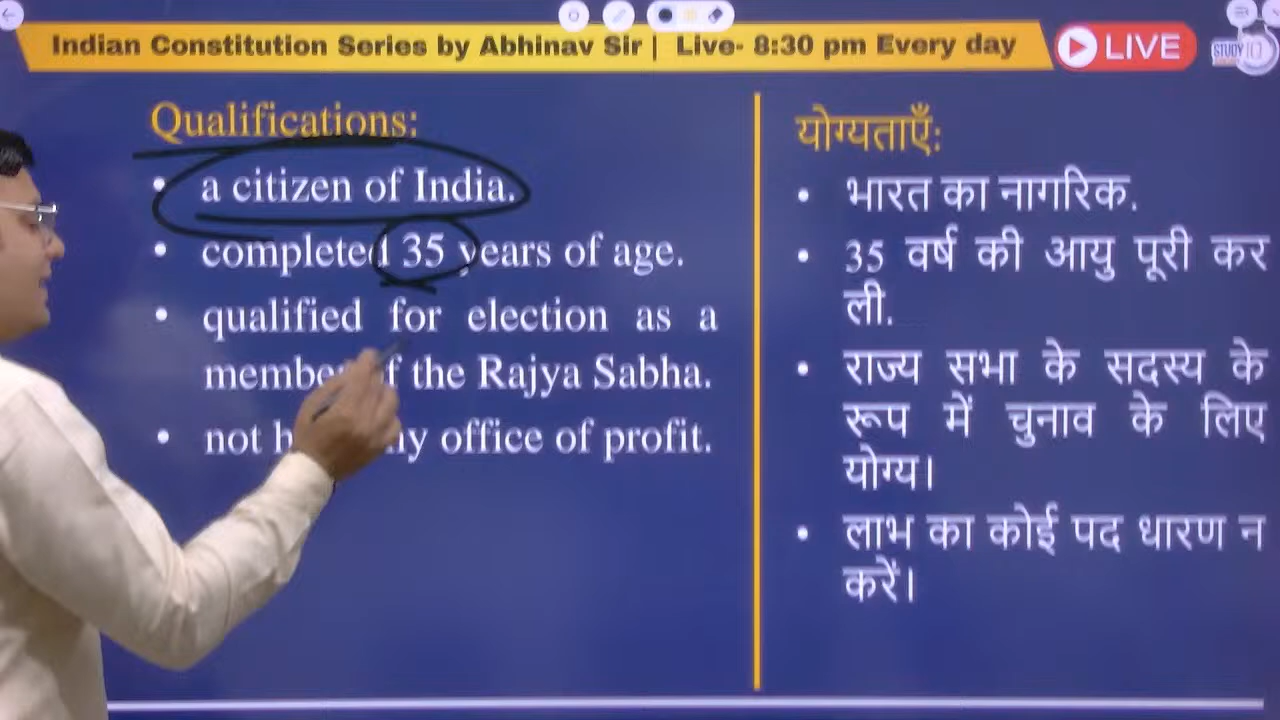 Indian Constitution Series by Abhinav Sir | Live- 8:30 pm Every day
LIVE
STUDY
Qualifications:
• a citizen of India.
• completed 35 years of age.
• qualified for election as a
the Rajya Sabha.
• not office of profit.
योग्यताएँ:
• भारत का नागरिक.
• 35 वर्ष की आयु पूरी कर
ली.
• राज्य सभा के सदस्य के
रूप में चुनाव के लिए
योग्य।
• लाभ का कोई पद धारण न
करें।